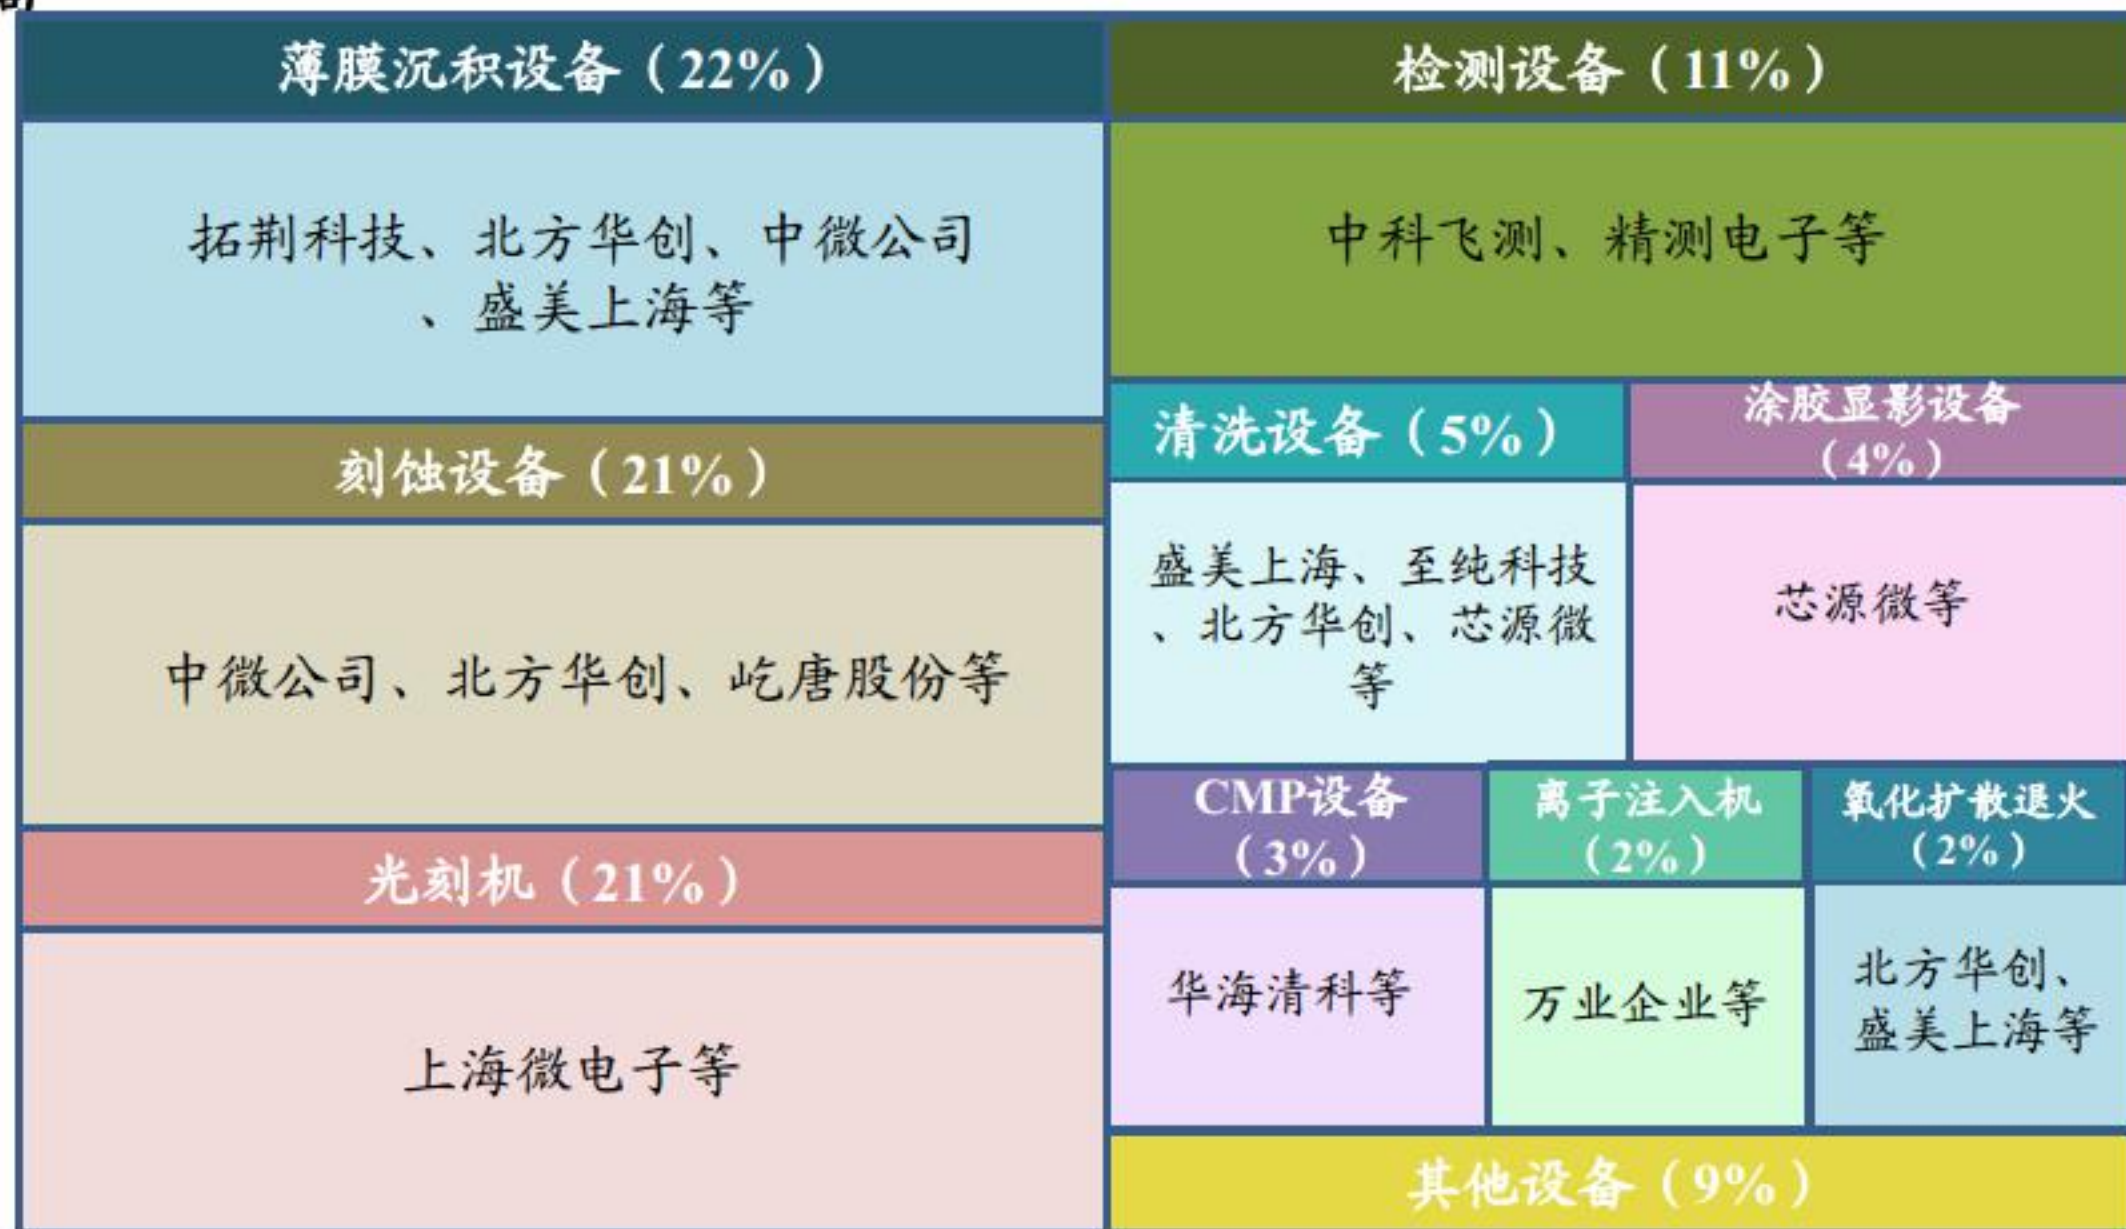 薄膜沉积设备（22%）
拓荆科技、北方华创、中微公司
、盛美上海等
刻蚀设备（21%）
中微公司、北方华创、屹唐股份等
光刻机（21%）
上海微电子等
检测设备（11%）
中科飞测、精测电子等
清洗设备（5%）
盛美上海、至纯科技
、北方华创、芯源微
等
涂胶显影设备
（4%）
芯源微等
CMP设备
（3%）
华海清科等
离子注入机
（2%）
万业企业等
氧化扩散退火
（2%）
北方华创、
盛美上海等
其他设备（9%）